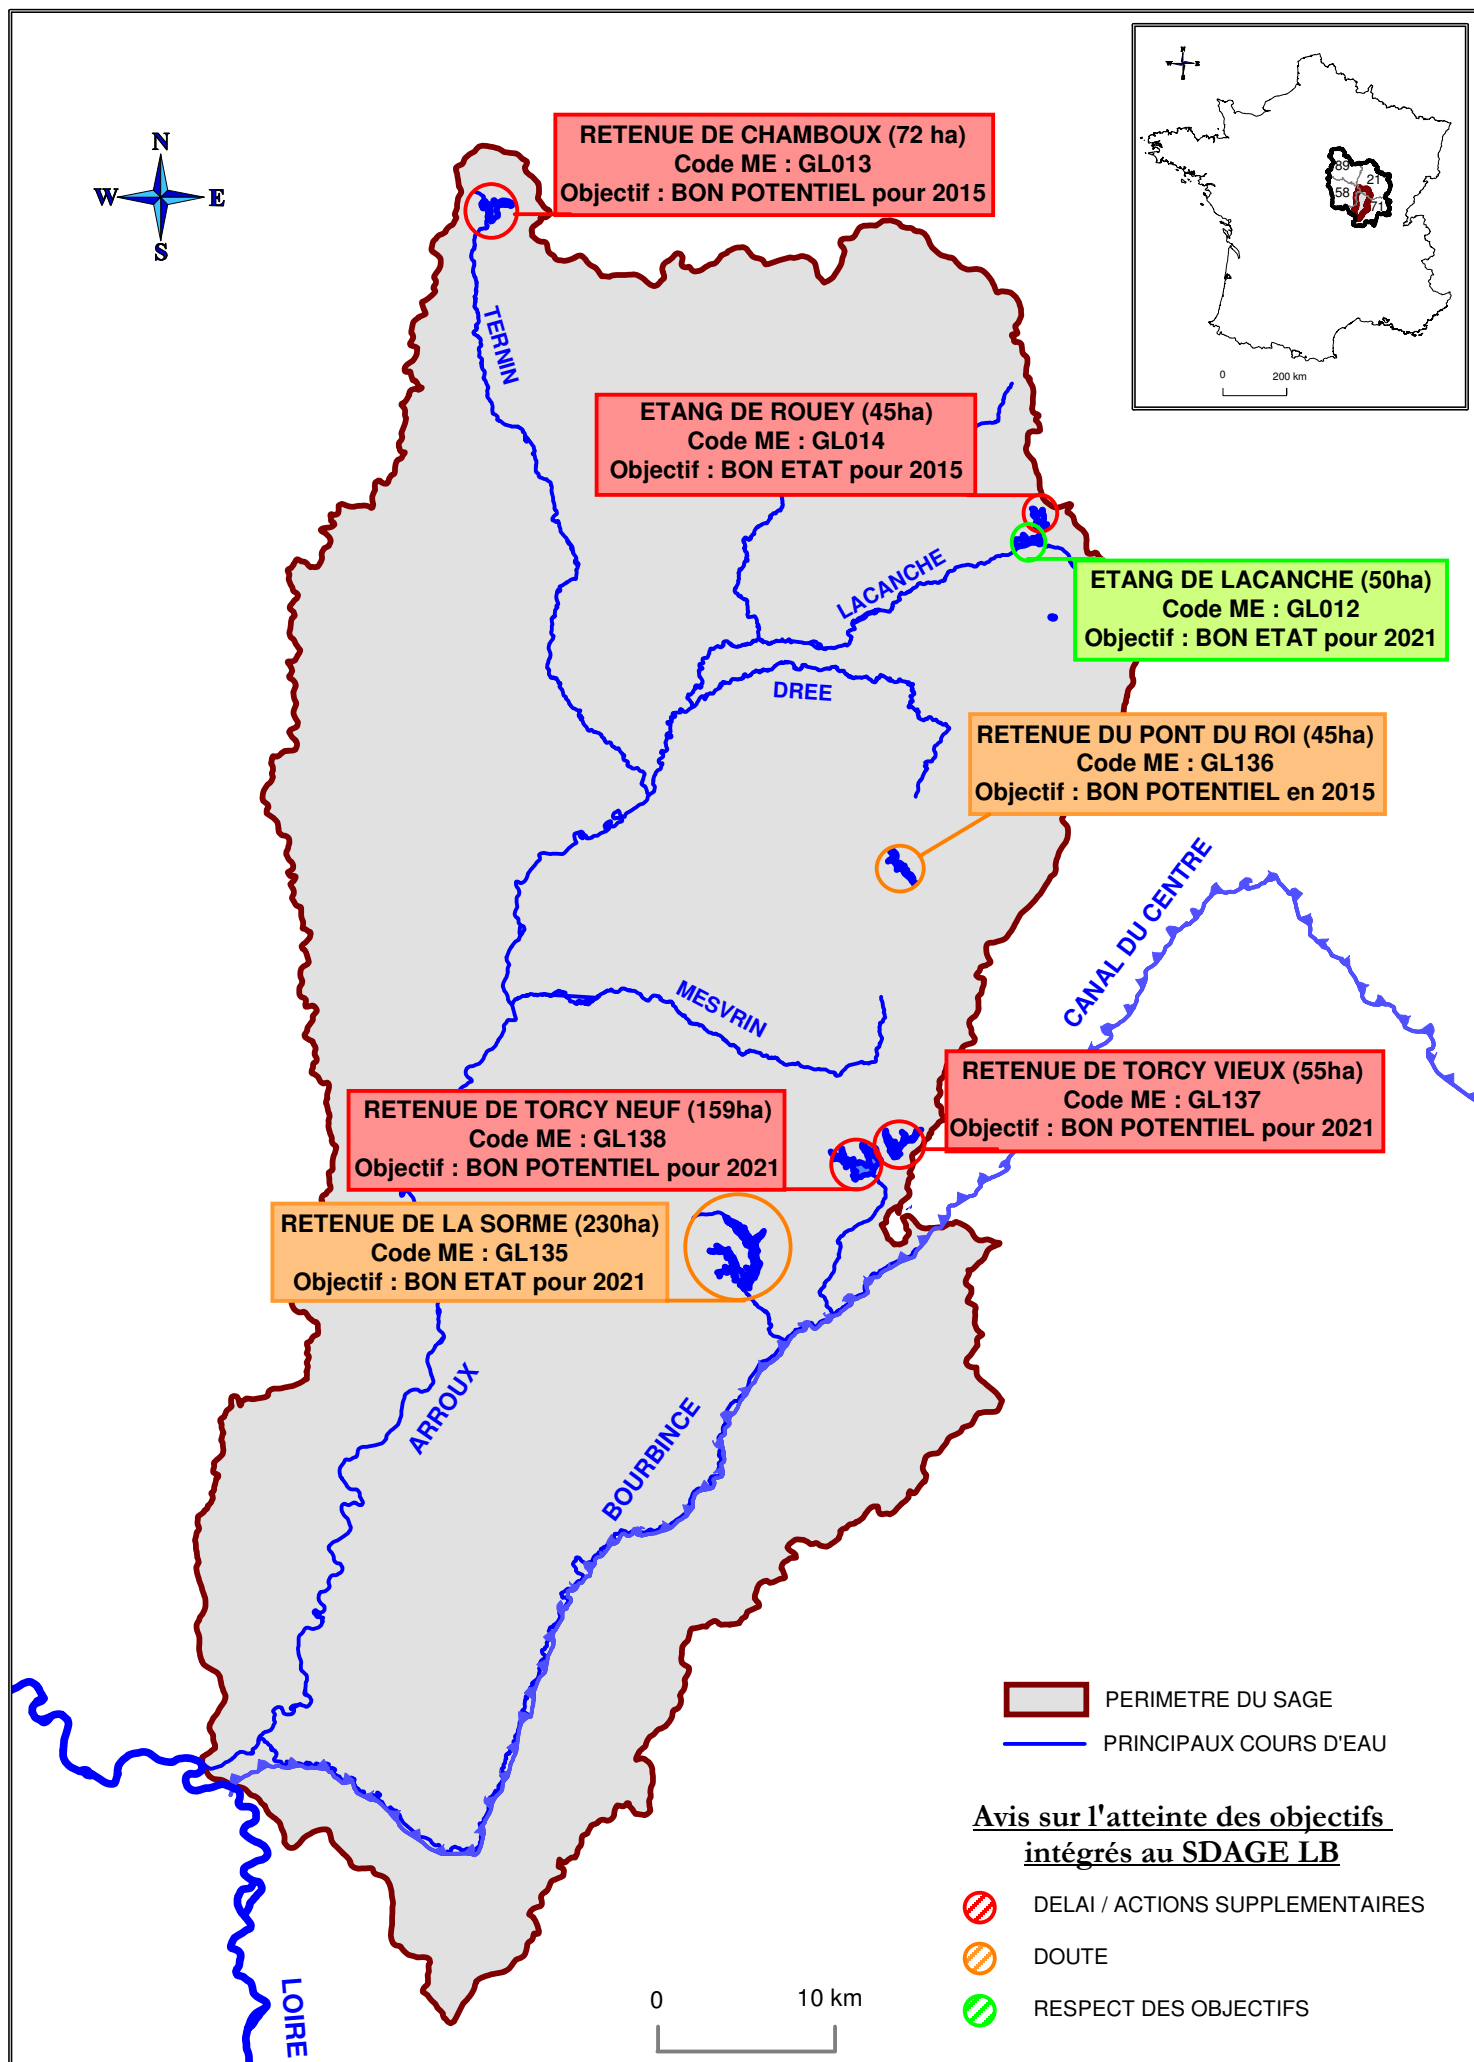 N
W E
S
N
W E
S
89
21
58
71
0 200 km
RETENUE DE CHAMBOUX (72 ha)
Code ME : GL013
Objectif : BON POTENTIEL pour 2015
TERNIN
ETANG DE ROUEY (45ha)
Code ME : GL014
Objectif : BON ETAT pour 2015
LACANCHE
ETANG DE LACANCHE (50ha)
Code ME : GL012
Objectif : BON ETAT pour 2021
DREE
RETENUE DU PONT DU ROI (45ha)
Code ME : GL136
Objectif : BON POTENTIEL en 2015
CANAL DU CENTRE
MESVRIN
RETENUE DE TORCY VIEUX (55ha)
Code ME : GL137
Objectif : BON POTENTIEL pour 2021
RETENUE DE TORCY NEUF (159ha)
Code ME : GL138
Objectif : BON POTENTIEL pour 2021
RETENUE DE LA SORME (230ha)
Code ME : GL135
Objectif : BON ETAT pour 2021
ARROUX
BOURBINCE
LOIRE
PERIMETRE DU SAGE
PRINCIPAUX COURS D'EAU
Avis sur l'atteinte des objectifs
intégrés au SDAGE LB
DELAI / ACTIONS SUPPLEMENTAIRES
DOUTE
RESPECT DES OBJECTIFS
0 10 km